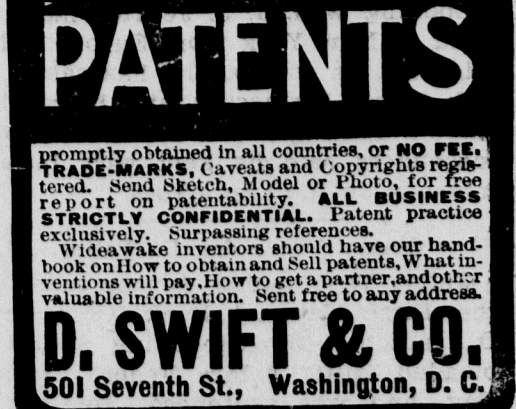 PATENTS
promptly obtained in all countries, or NO FEE.
TRADE-MARKS, Caveats and Copyrights regis-
tered. Send Sketch, Model or Photo, for free
report on patentability. ALL BUSINESS
STRICTLY CONFIDENTIAL. Patent practice
exclusively. Surpassing references.
Wideawake inventors should have our hand-
book on How to obtain and Sell patents, What in-
ventions will pay, How to get a partner, and other
valuable information. Sent free to any address.
D. SWIFT & CO.
501 Seventh St., Washington, D. C.